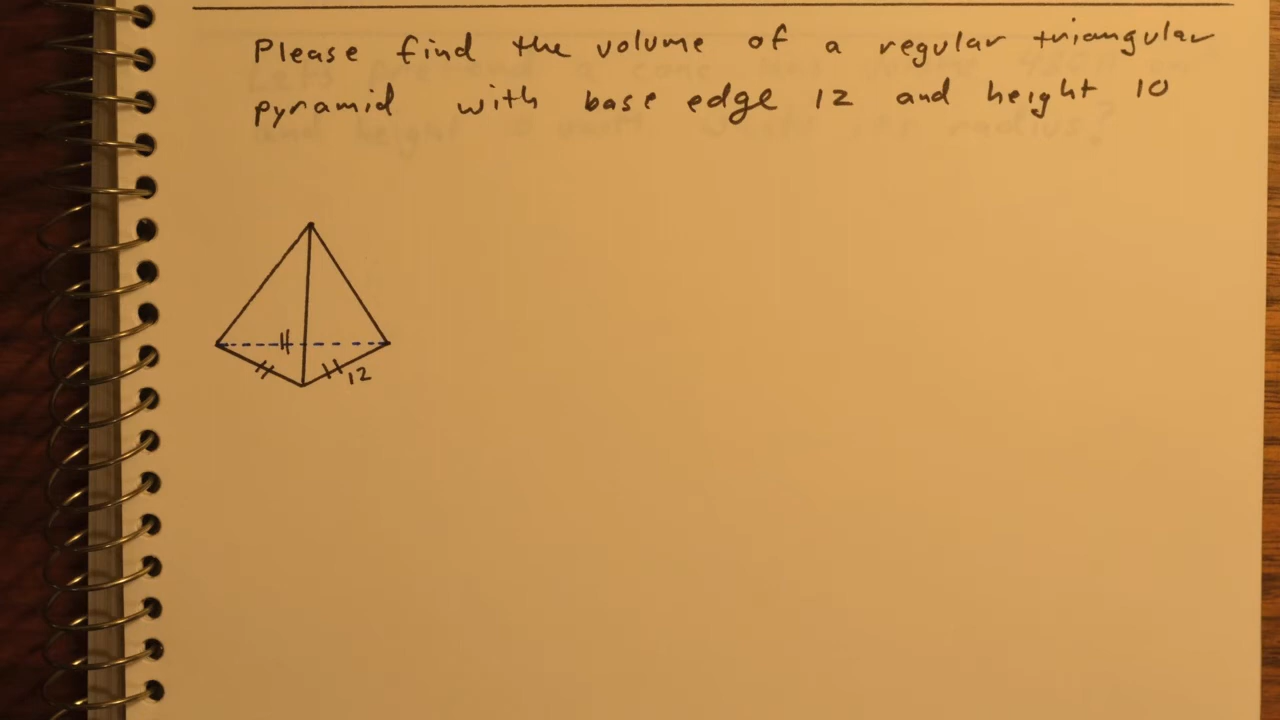 Please find the volume of a regular triangular
pyramid with base edge 12 and height 10
12